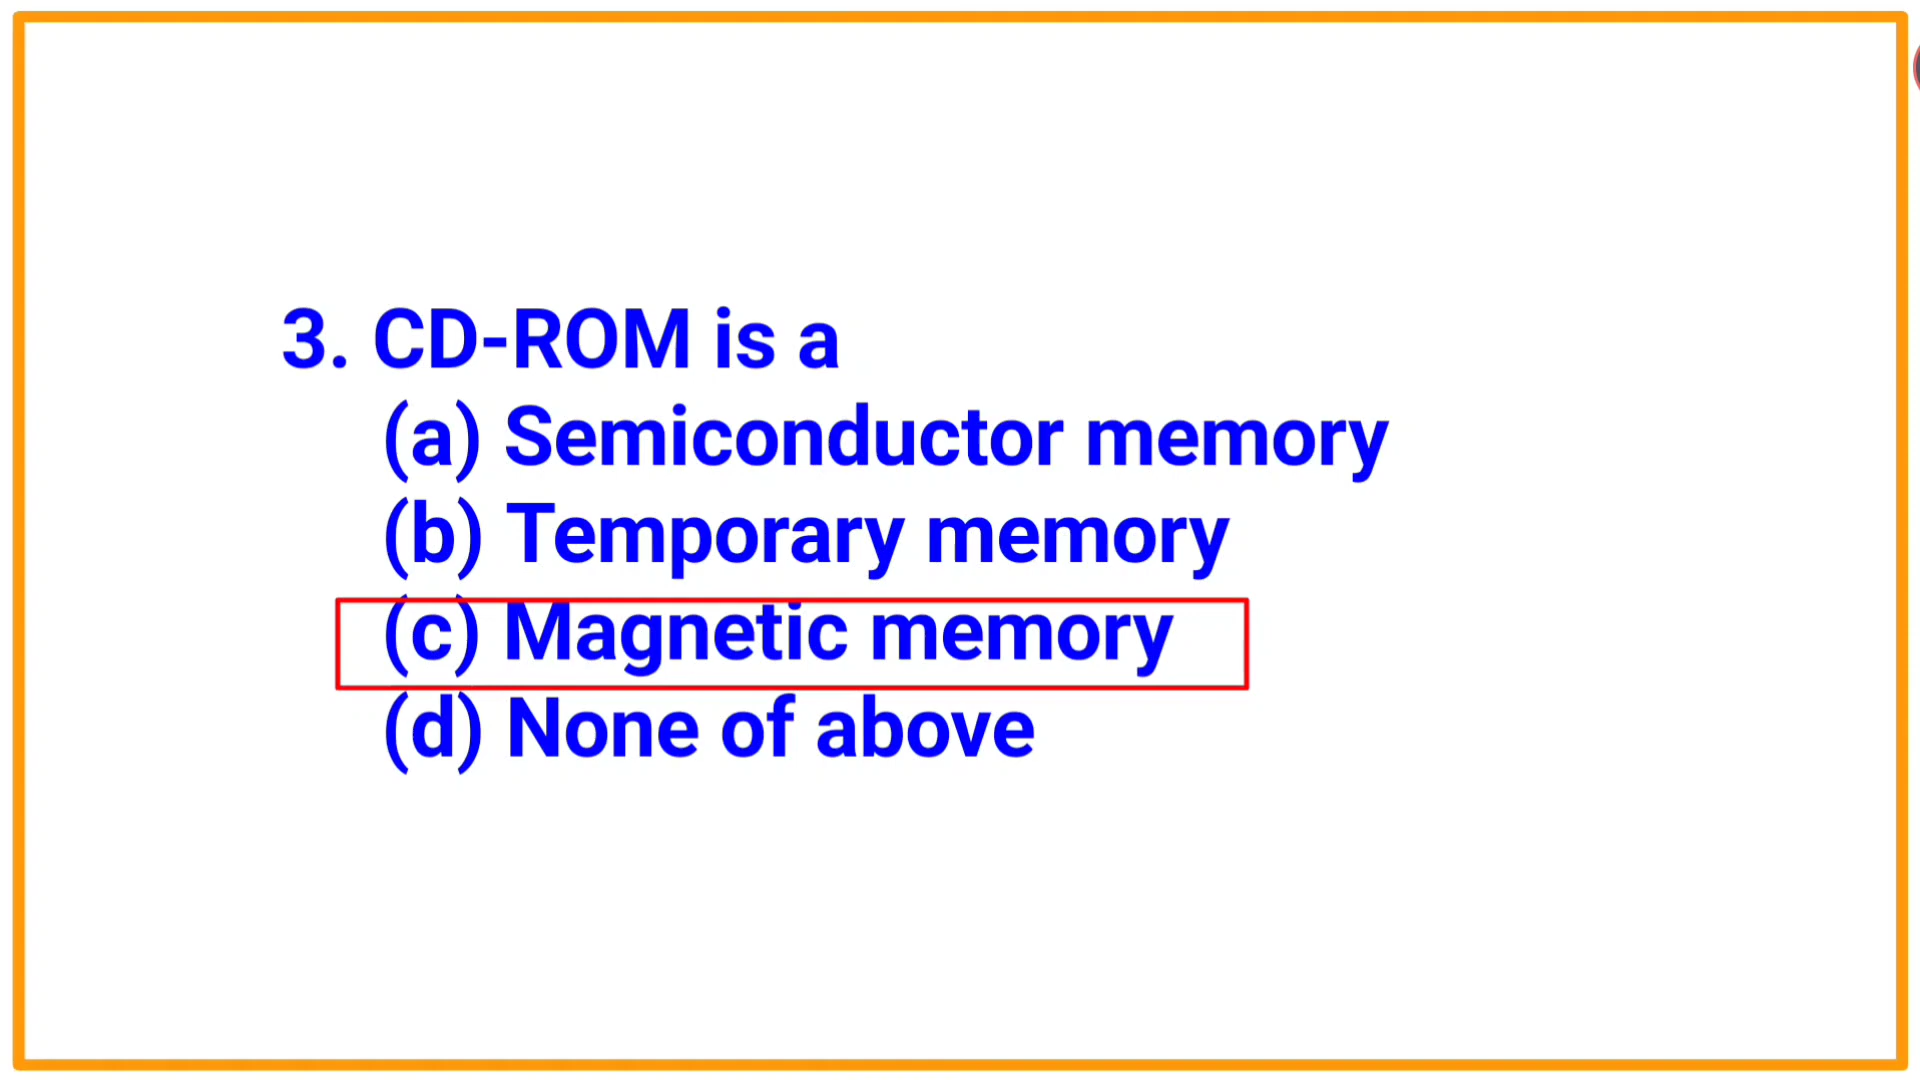 3. CD-ROM is a
(a) Semiconductor memory
(b) Temporary memory
(c) Magnetic memory
(d) None of above